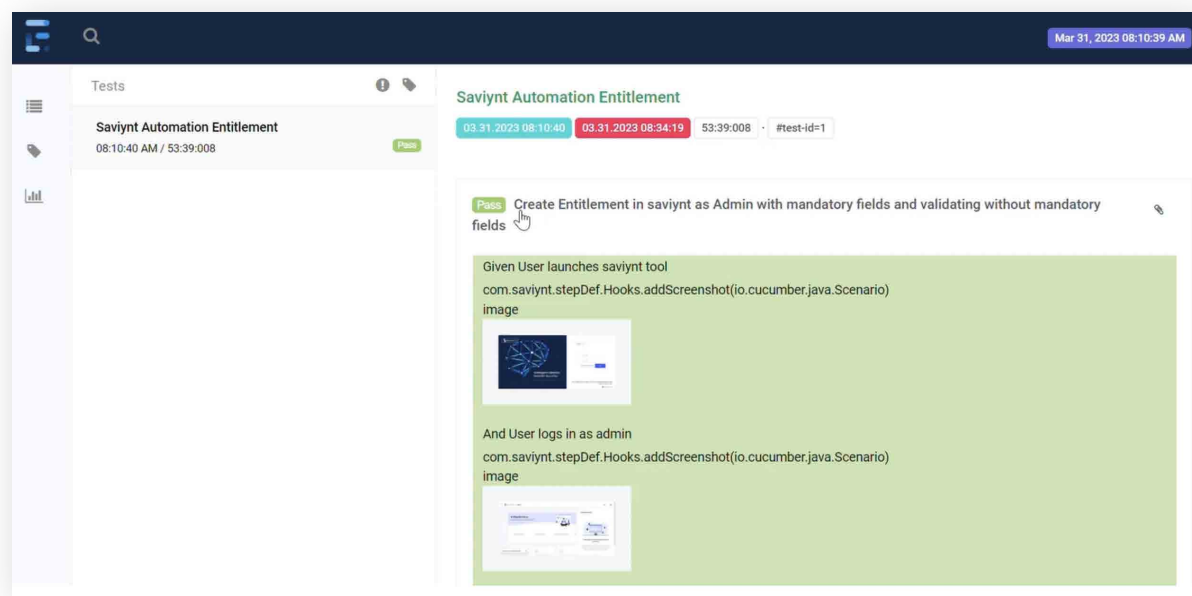 Mar 31, 2023 08:10:39 AM
Tests
Saviynt Automation Entitlement
08:10:40 AM / 53:39:008
Pass
Saviynt Automation Entitlement
03.31.2023 08:10:40 03.31.2023 08:34:19 53:39:008 · #test-id=1
Pass Create Entitlement in saviynt as Admin with mandatory fields and validating without mandatory
fields
Given User launches saviynt tool
com.saviynt.stepDef.Hooks.addScreenshot(io.cucumber.java.Scenario)
image
And User logs in as admin
com.saviynt.stepDef.Hooks.addScreenshot(io.cucumber.java.Scenario)
image